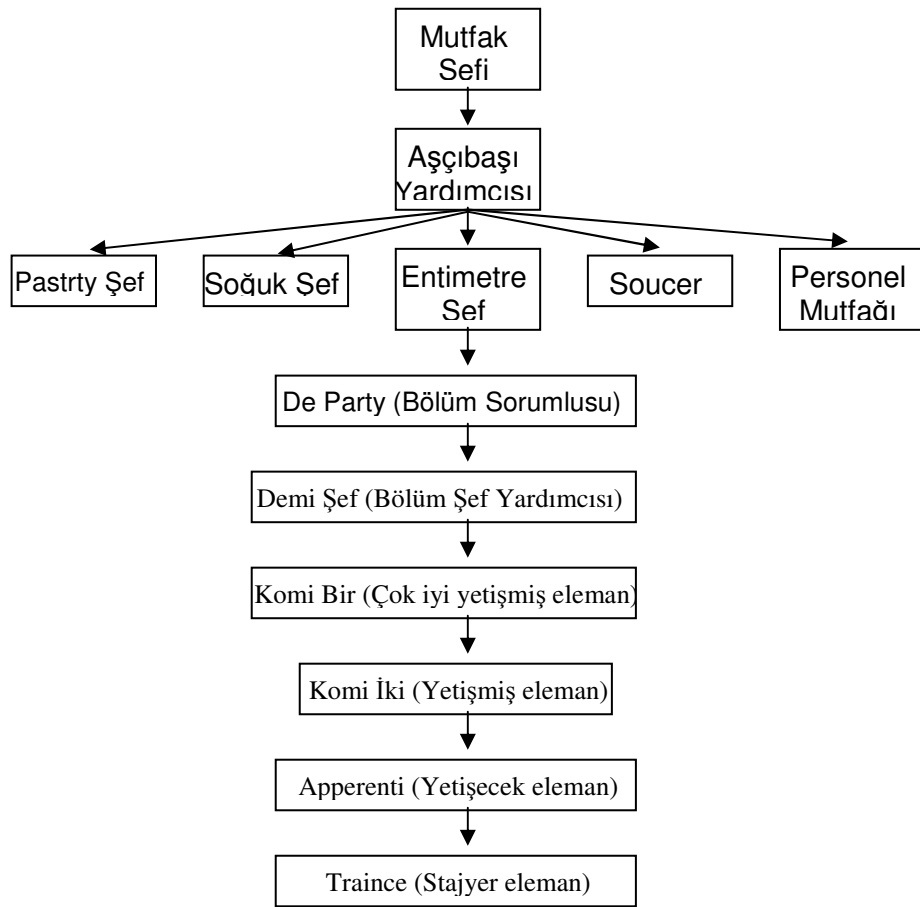 Mutfak
Şefi
Aşçıbaşı
Yardımcısı
Pastrty Şef
Soğuk Şef
Entimetre
Şef
Soucer
Personel
Mutfağı
De Party (Bölüm Sorumlusu)
Demi Şef (Bölüm Şef Yardımcısı)
Komi Bir (Çok iyi yetişmiş eleman)
Komi İki (Yetişmiş eleman)
Apperenti (Yetişecek eleman)
Traince (Stajyer eleman)